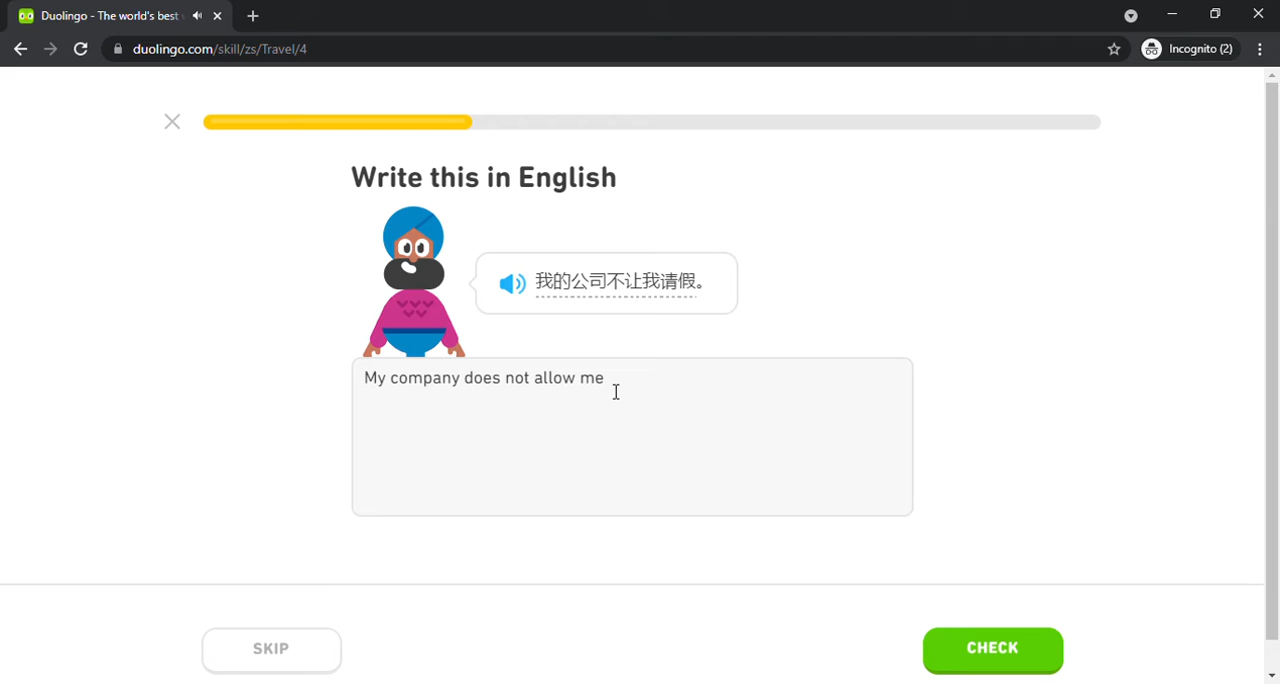 Duolingo - The world's best
duolingo.com/skill/zs/Travel/4
Incognito (2)
Write this in English
我的公司不让我请假。
My company does not allow me
SKIP
CHECK